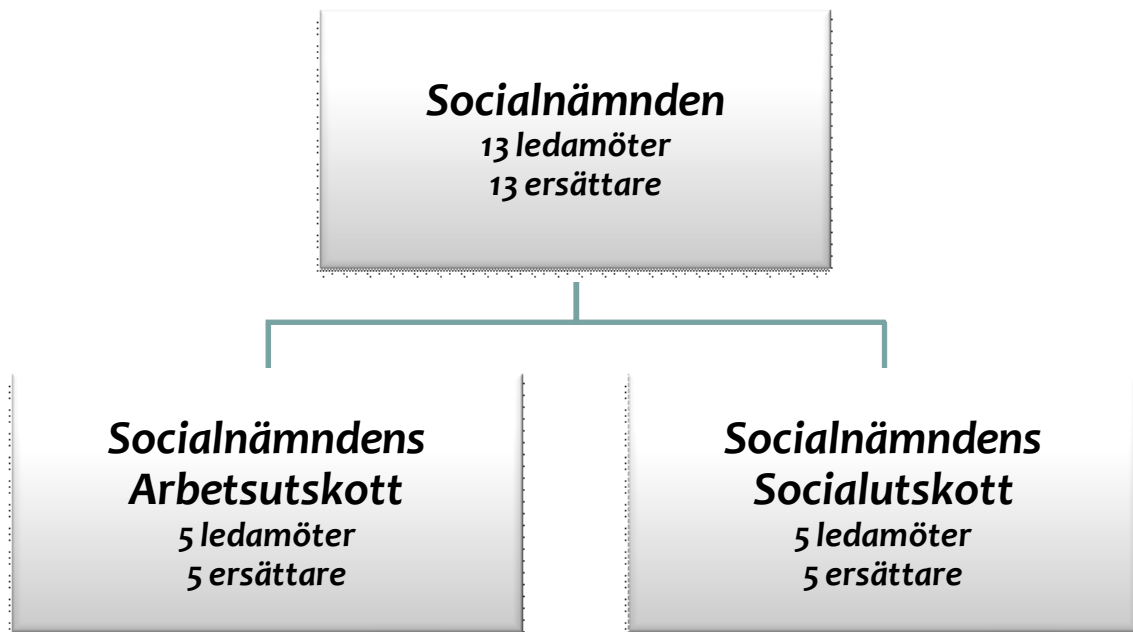 Socialnämnden
13 ledamöter
13 ersättare
Socialnämndens
Arbetsutskott
5 ledamöter
5 ersättare
Socialnämndens
Socialutskott
5 ledamöter
5 ersättare